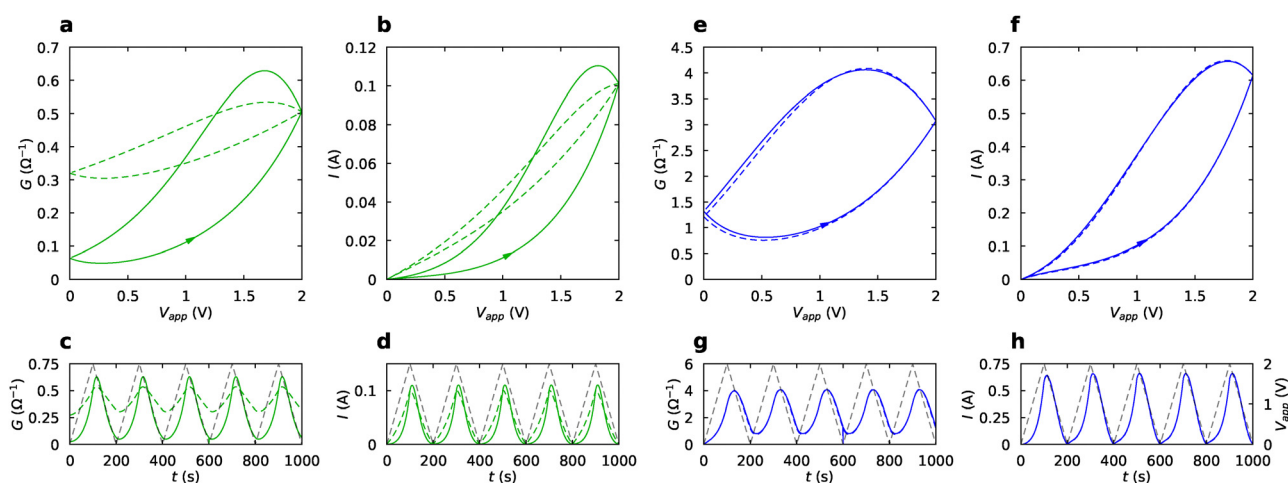 a
0.7
0.6
0.5
0.4
0.3
0.2
0.1
0
G (Ω⁻¹)
0 0.5 1 1.5 2
V_app (V)
b
0.12
0.1
0.08
0.06
0.04
0.02
0
I (A)
0 0.5 1 1.5 2
V_app (V)
e
4.5
4
3.5
3
2.5
2
1.5
1
0.5
0
G (Ω⁻¹)
0 0.5 1 1.5 2
V_app (V)
f
0.7
0.6
0.5
0.4
0.3
0.2
0.1
0
I (A)
0 0.5 1 1.5 2
V_app (V)
c
0.75
0.5
0.25
0
G (Ω⁻¹)
0 200 400 600 800 1000
t (s)
d
0.1
0
I (A)
0 200 400 600 800 1000
t (s)
g
6
4
2
0
G (Ω⁻¹)
0 200 400 600 800 1000
t (s)
h
0.75
0.5
0.25
0
I (A)
0 200 400 600 800 1000
t (s)
2
1
0
V_app (V)